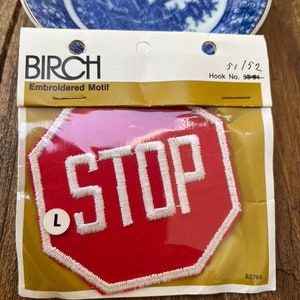 BIRCH
Embroidered Motif
51/52
Hook No.
STOP
L
E2766